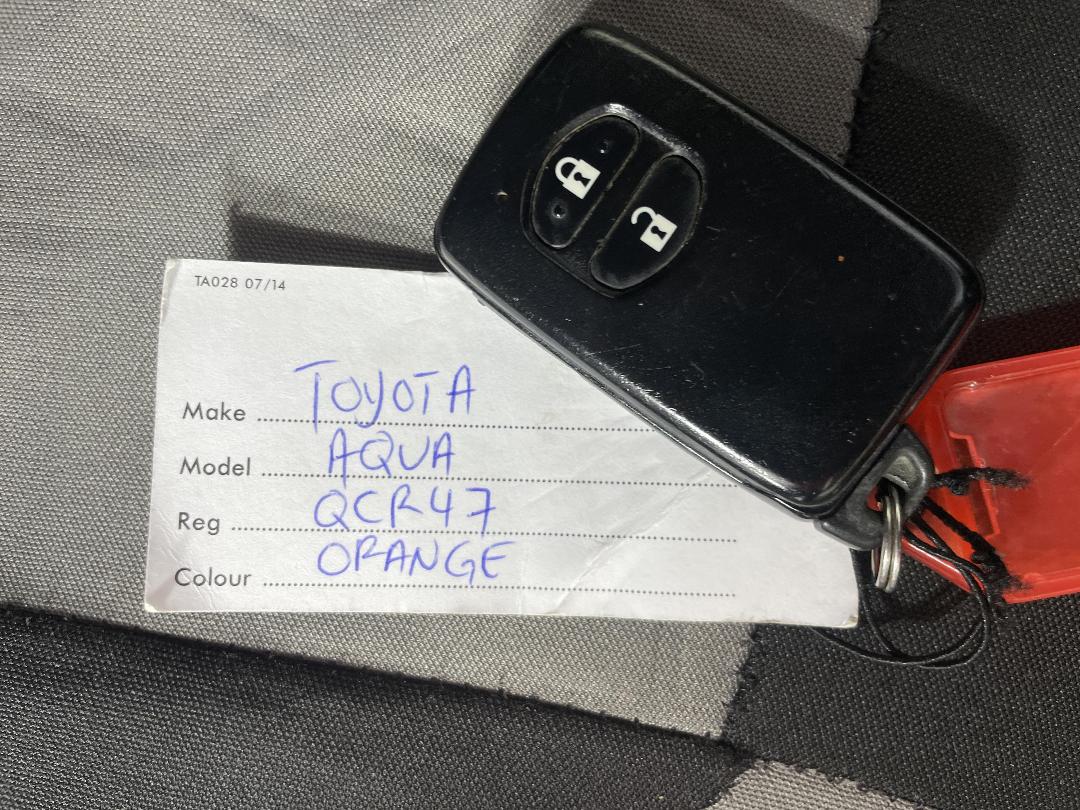 TA028 07/14
Make TOYOTA
Model AQUA
Reg QCR47
Colour ORANGE